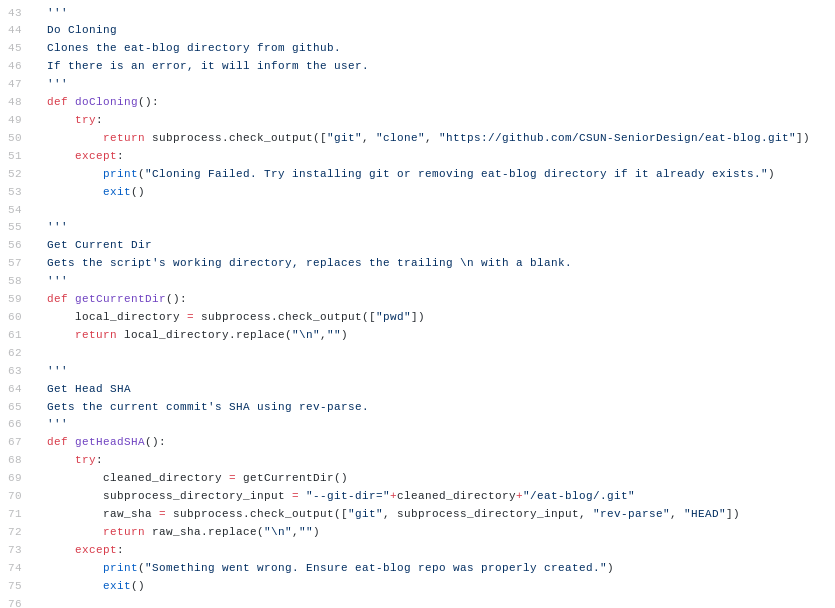 43 '''
44 Do Cloning
45 Clones the eat-blog directory from github.
46 If there is an error, it will inform the user.
47 '''
48 def doCloning():
49     try:
50         return subprocess.check_output(["git", "clone", "https://github.com/CSUN-SeniorDesign/eat-blog.git"])
51     except:
52         print("Cloning Failed. Try installing git or removing eat-blog directory if it already exists.")
53         exit()
54
55 '''
56 Get Current Dir
57 Gets the script's working directory, replaces the trailing \n with a blank.
58 '''
59 def getCurrentDir():
60     local_directory = subprocess.check_output(["pwd"])
61     return local_directory.replace("\n","")
62
63 '''
64 Get Head SHA
65 Gets the current commit's SHA using rev-parse.
66 '''
67 def getHeadSHA():
68     try:
69         cleaned_directory = getCurrentDir()
70         subprocess_directory_input = "--git-dir="+cleaned_directory+"/eat-blog/.git"
71         raw_sha = subprocess.check_output(["git", subprocess_directory_input, "rev-parse", "HEAD"])
72         return raw_sha.replace("\n","")
73     except:
74         print("Something went wrong. Ensure eat-blog repo was properly created.")
75         exit()
76